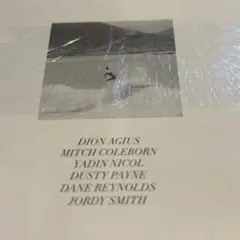 DION AGIUS
MITCH COLEBORN
YADIN NICOL
DUSTY PAYNE
DANE REYNOLDS
JORDY SMITH